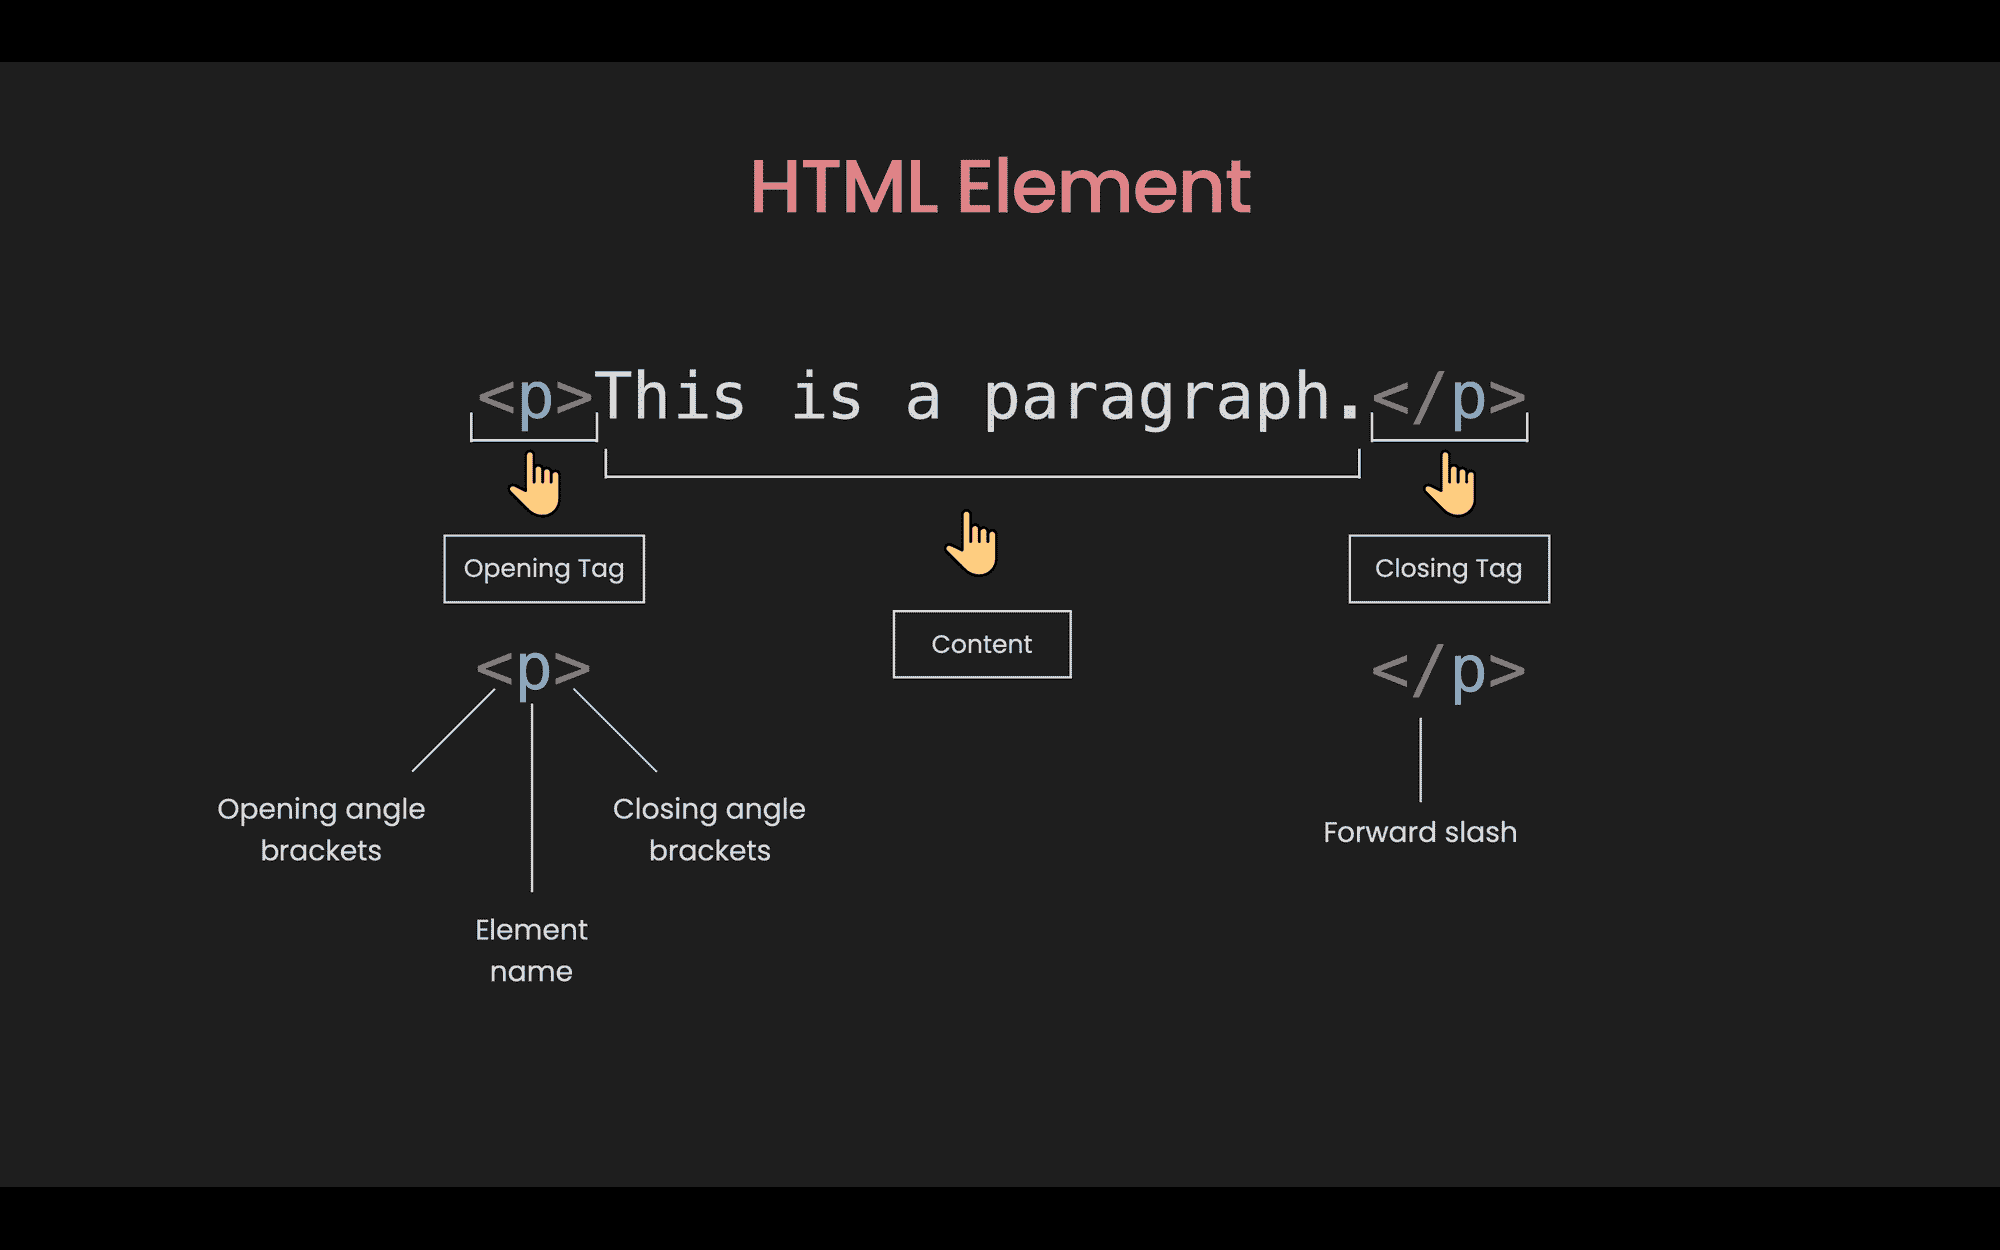 HTML Element
<p>This is a paragraph.</p>
Opening Tag
Closing Tag
Content
<p>
</p>
Opening angle
brackets
Closing angle
brackets
Forward slash
Element
name